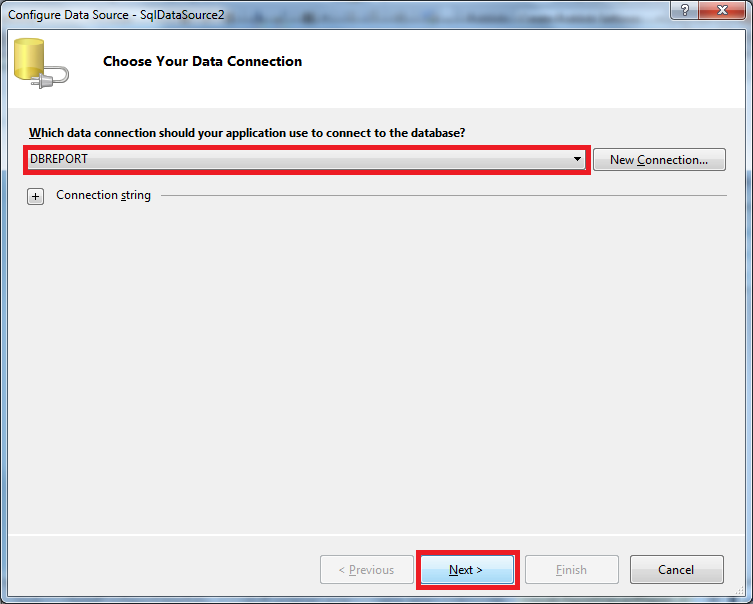 Configure Data Source - SqlDataSource2
?
Choose Your Data Connection
Which data connection should your application use to connect to the database?
DBREPORT
New Connection...
+ Connection string
< Previous
Next >
Finish
Cancel